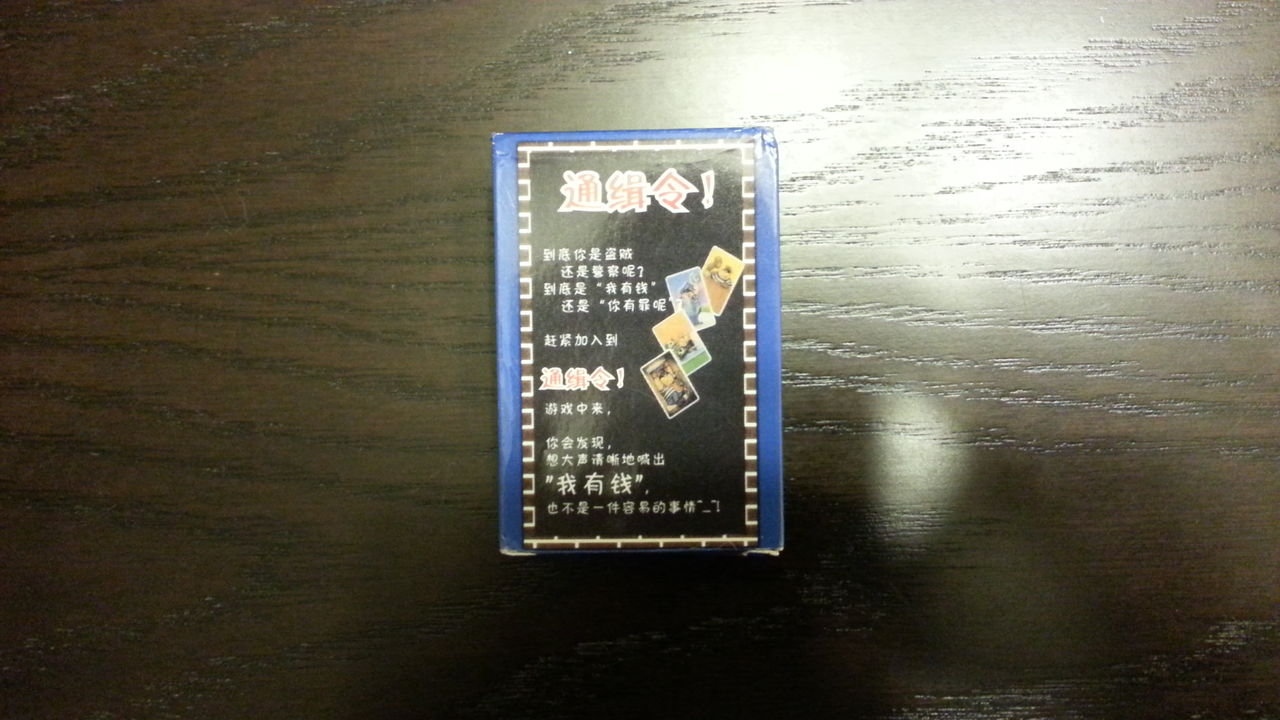 通缉令!
到底你是盗贼
还是警察呢?
到底是“我有钱”
还是“你有罪呢”?
赶紧加入到
通缉令!
游戏中来,
你会发现,
想大声清晰地喊出
"我有钱",
也不是一件容易的事情^_^!